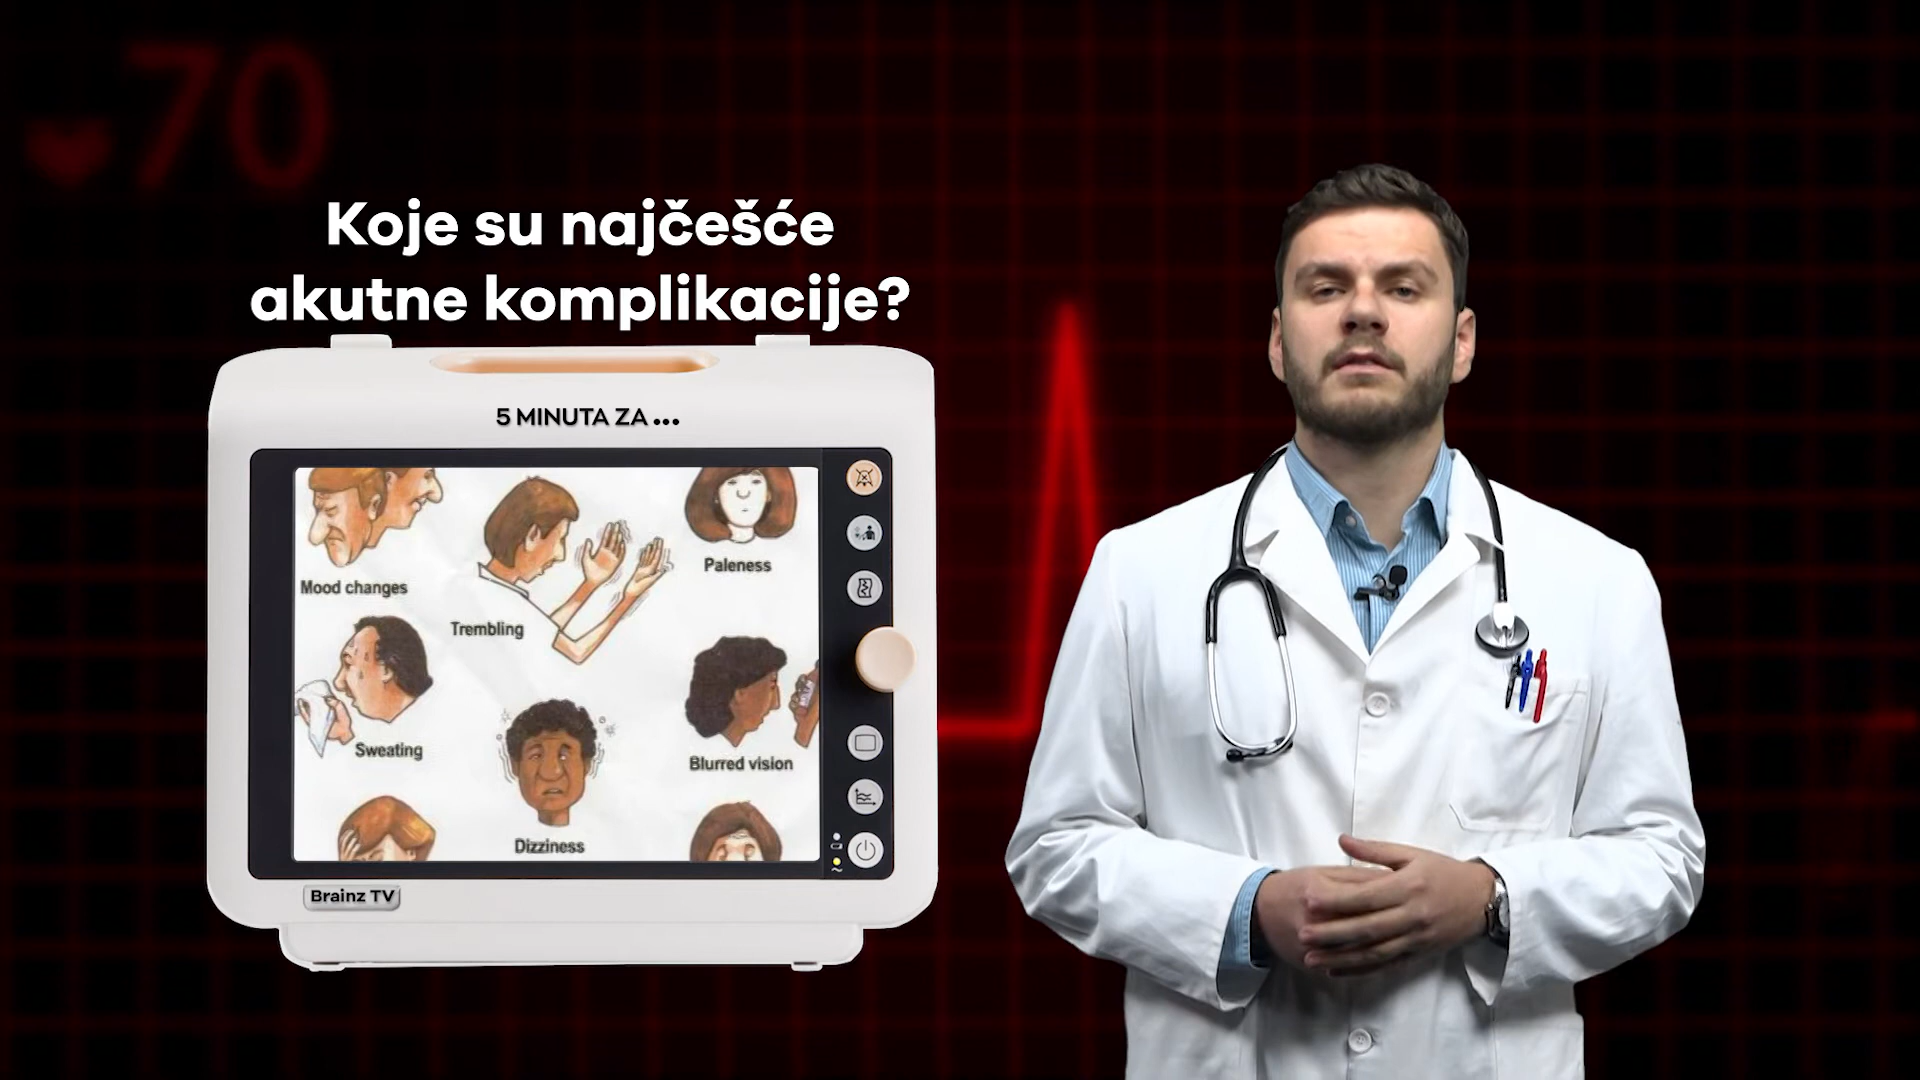 70
Koje su najčešće
akutne komplikacije?
5 MINUTA ZA...
Mood changes
Trembling
Paleness
Sweating
Blurred vision
Dizziness
Brainz TV